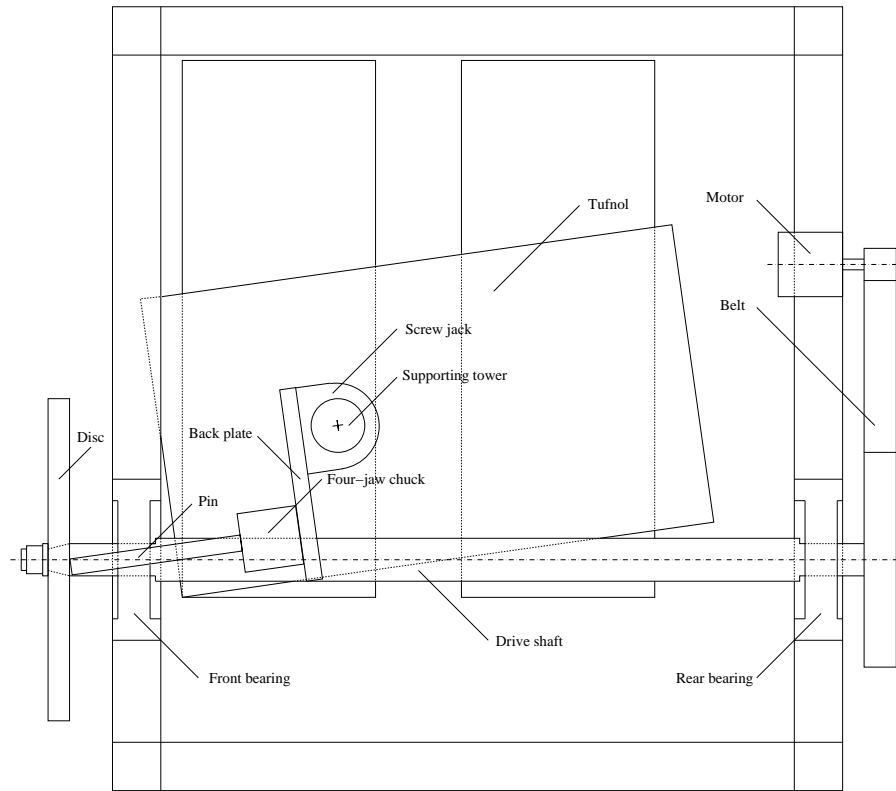 Motor
Tufnol
Belt
Screw jack
Supporting tower
Back plate
Disc
Four−jaw chuck
Pin
Drive shaft
Front bearing
Rear bearing